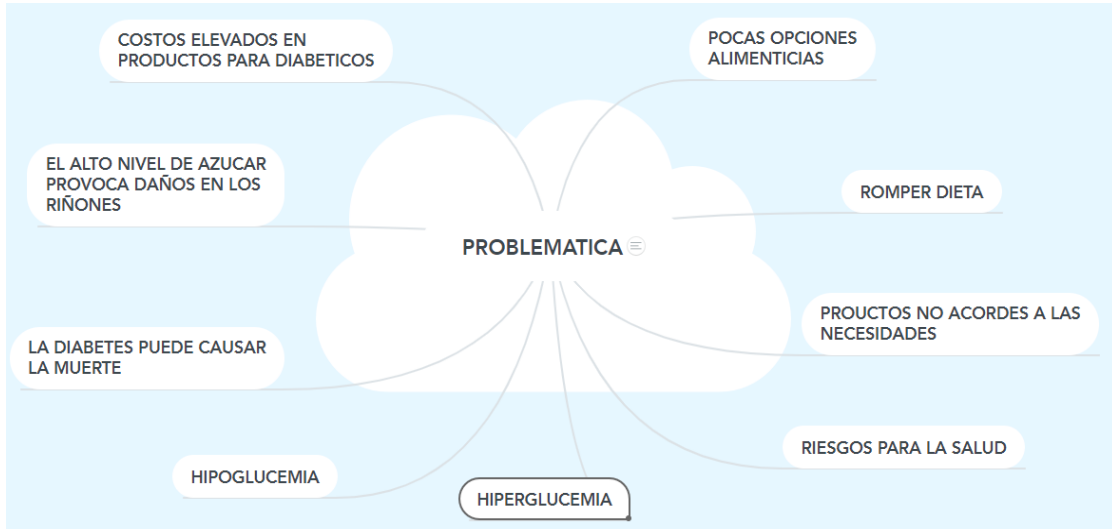 COSTOS ELEVADOS EN
PRODUCTOS PARA DIABETICOS
POCAS OPCIONES
ALIMENTICIAS
EL ALTO NIVEL DE AZUCAR
PROVOCA DAÑOS EN LOS
RIÑONES
ROMPER DIETA
PROBLEMATICA
PROUCTOS NO ACORDES A LAS
NECESIDADES
LA DIABETES PUEDE CAUSAR
LA MUERTE
RIESGOS PARA LA SALUD
HIPOGLUCEMIA
HIPERGLUCEMIA